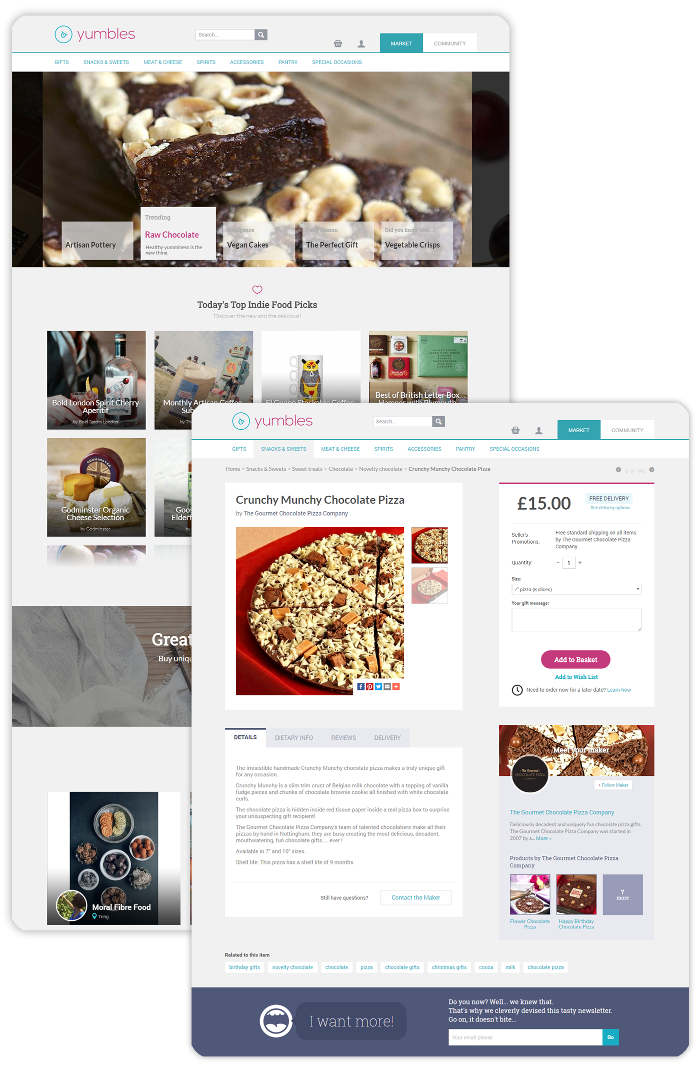 yumbles
Search...
MARKET
COMMUNITY
GIFTS
SNACKS & SWEETS
MEAT & CHEESE
SPIRITS
ACCESSORIES
PANTRY
SPECIAL OCCASIONS
Artisan Pottery
Trending
Raw Chocolate
Healthy yumminess is the
new thing
Vegan Cakes
The Perfect Gift
Did you know that...
Vegetable Crisps
Today's Top Indie Food Picks
Discover the new and the delicious!
Bold London Spirit Cherry
Aperitif
by Bold Spirits London
Monthly Artisan Coffee
Best of British Letter Box
Godminster Organic
Cheese Selection
by Godminster
Great
Buy uniq
Moral Fibre Food
Tring
yumbles
Search...
MARKET
COMMUNITY
GIFTS
SNACKS & SWEETS
MEAT & CHEESE
SPIRITS
ACCESSORIES
PANTRY
SPECIAL OCCASIONS
Home › Snacks & Sweets › Sweet treats › Chocolate › Novelty chocolate › Crunchy Munchy Chocolate Pizza
Crunchy Munchy Chocolate Pizza
by The Gourmet Chocolate Pizza Company
£15.00
FREE DELIVERY
See delivery options
Seller's
Promotions:
Free standard shipping on all items
by The Gourmet Chocolate Pizza
Company
Quantity:
− 1 +
Size:
7" pizza (8 slices)
Your gift message:
Add to Basket
Add to Wish List
Need to order now for a later date? Learn how
DETAILS
DIETARY INFO
REVIEWS
DELIVERY
The irresistible handmade Crunchy Munchy chocolate pizza makes a truly unique gift
for any occasion.
Crunchy Munchy is a slim trim crust of Belgian milk chocolate with a topping of vanilla
fudge pieces and chunks of chocolate brownie cookie all finished with white chocolate
curls.
The chocolate pizza is hidden inside red tissue paper inside a real pizza box to surprise
your unsuspecting gift recipient!
The Gourmet Chocolate Pizza Company's team of talented chocolatiers make all their
pizzas by hand in Nottingham, they are busy creating the most delicious, decadent,
mouthwatering, fun chocolate gifts.....ever!
Available in 7" and 10" sizes.
Shelf life: This pizza has a shelf life of 9 months.
Still have questions?
Contact the Maker
Meet your maker
+ Follow Maker
The Gourmet Chocolate Pizza Company
Deliciously decadent and uniquely fun chocolate pizza gifts.
The Gourmet Chocolate Pizza Company was started in
2007 by a... More »
Products by The Gourmet Chocolate Pizza
Company
Flower Chocolate
Pizza
Happy Birthday
Chocolate Pizza
7
more
Related to this item
birthday gifts
novelty chocolate
chocolate
pizza
chocolate gifts
christmas gifts
cocoa
milk
chocolate pizza
I want more!
Do you now? Well... we knew that.
That's why we cleverly devised this tasty newsletter.
Go on, it doesn't bite...
Your email please
Go